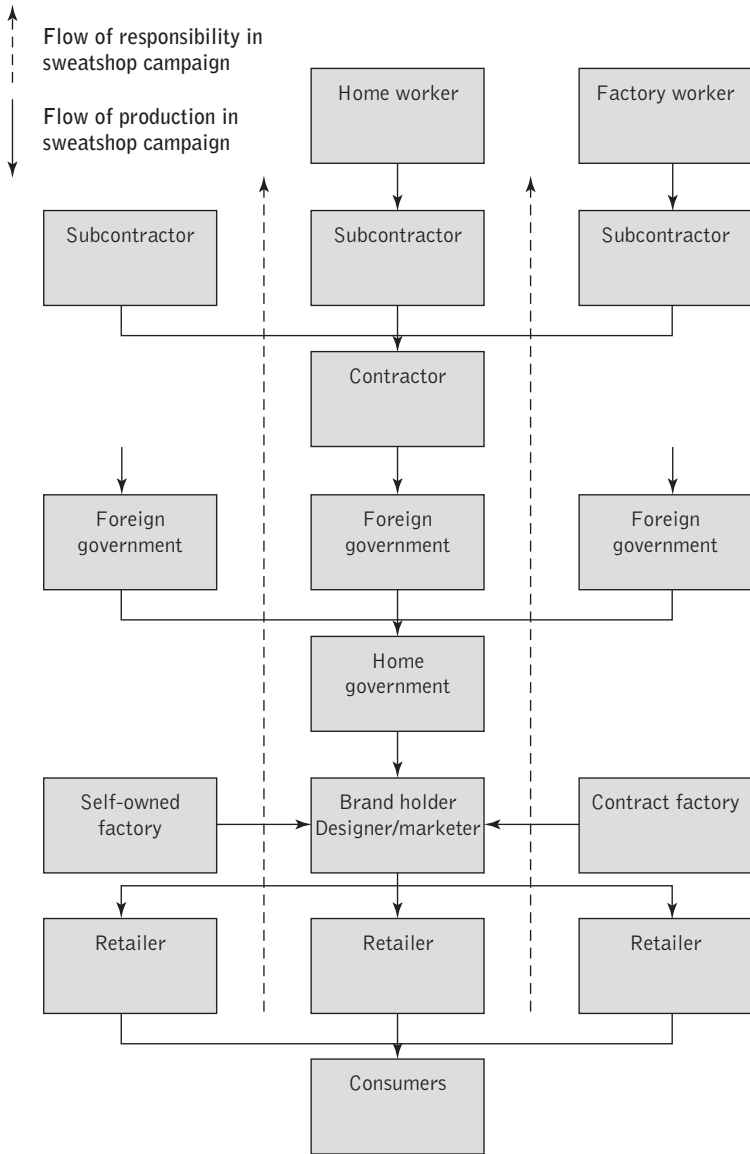 Flow of responsibility in
sweatshop campaign
Flow of production in
sweatshop campaign
Home worker
Factory worker
Subcontractor
Subcontractor
Subcontractor
Contractor
Foreign
government
Foreign
government
Foreign
government
Home
government
Self-owned
factory
Brand holder
Designer/marketer
Contract factory
Retailer
Retailer
Retailer
Consumers